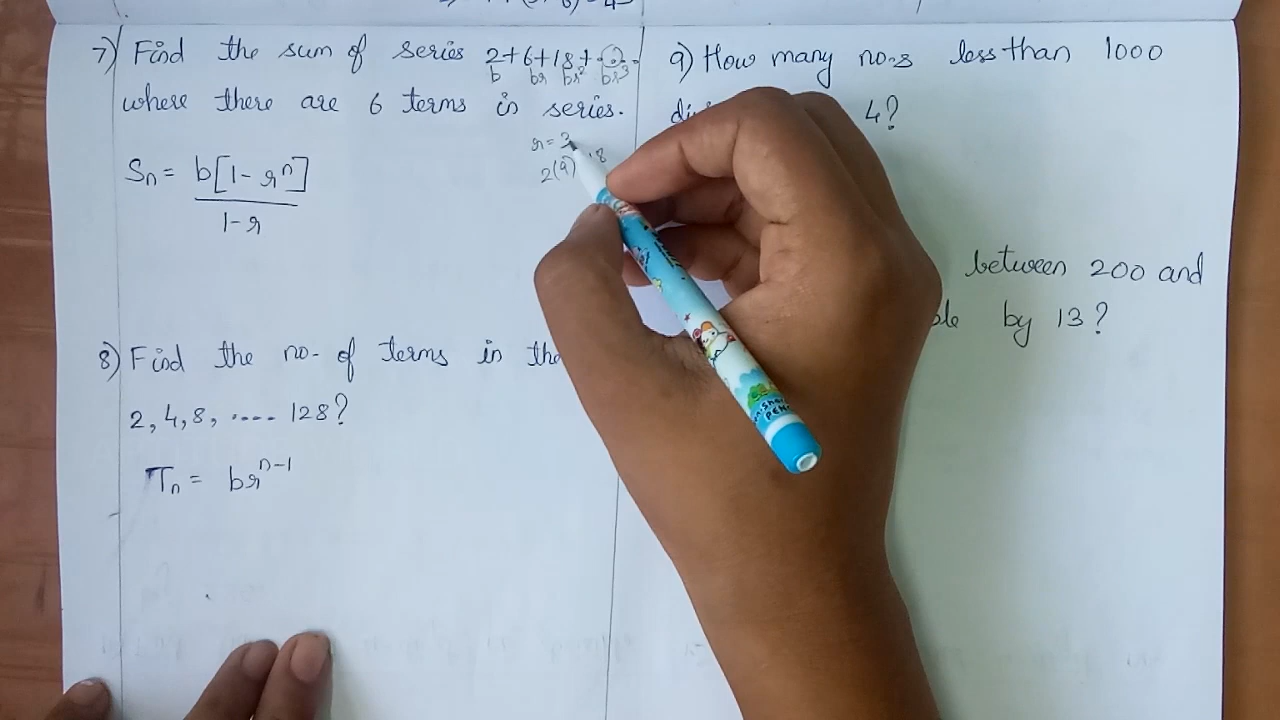 7) Find the sum of series 2+6+18+
b br br² br³
where there are 6 terms in series.
r = 3
2(9) 18
Sn = b[1 - rⁿ]
1 - r
8) Find the no. of terms in the
2, 4, 8, ..... 128?
Tn = brⁿ⁻¹
9) How many no.s less than 1000
4?
between 200 and
by 13?